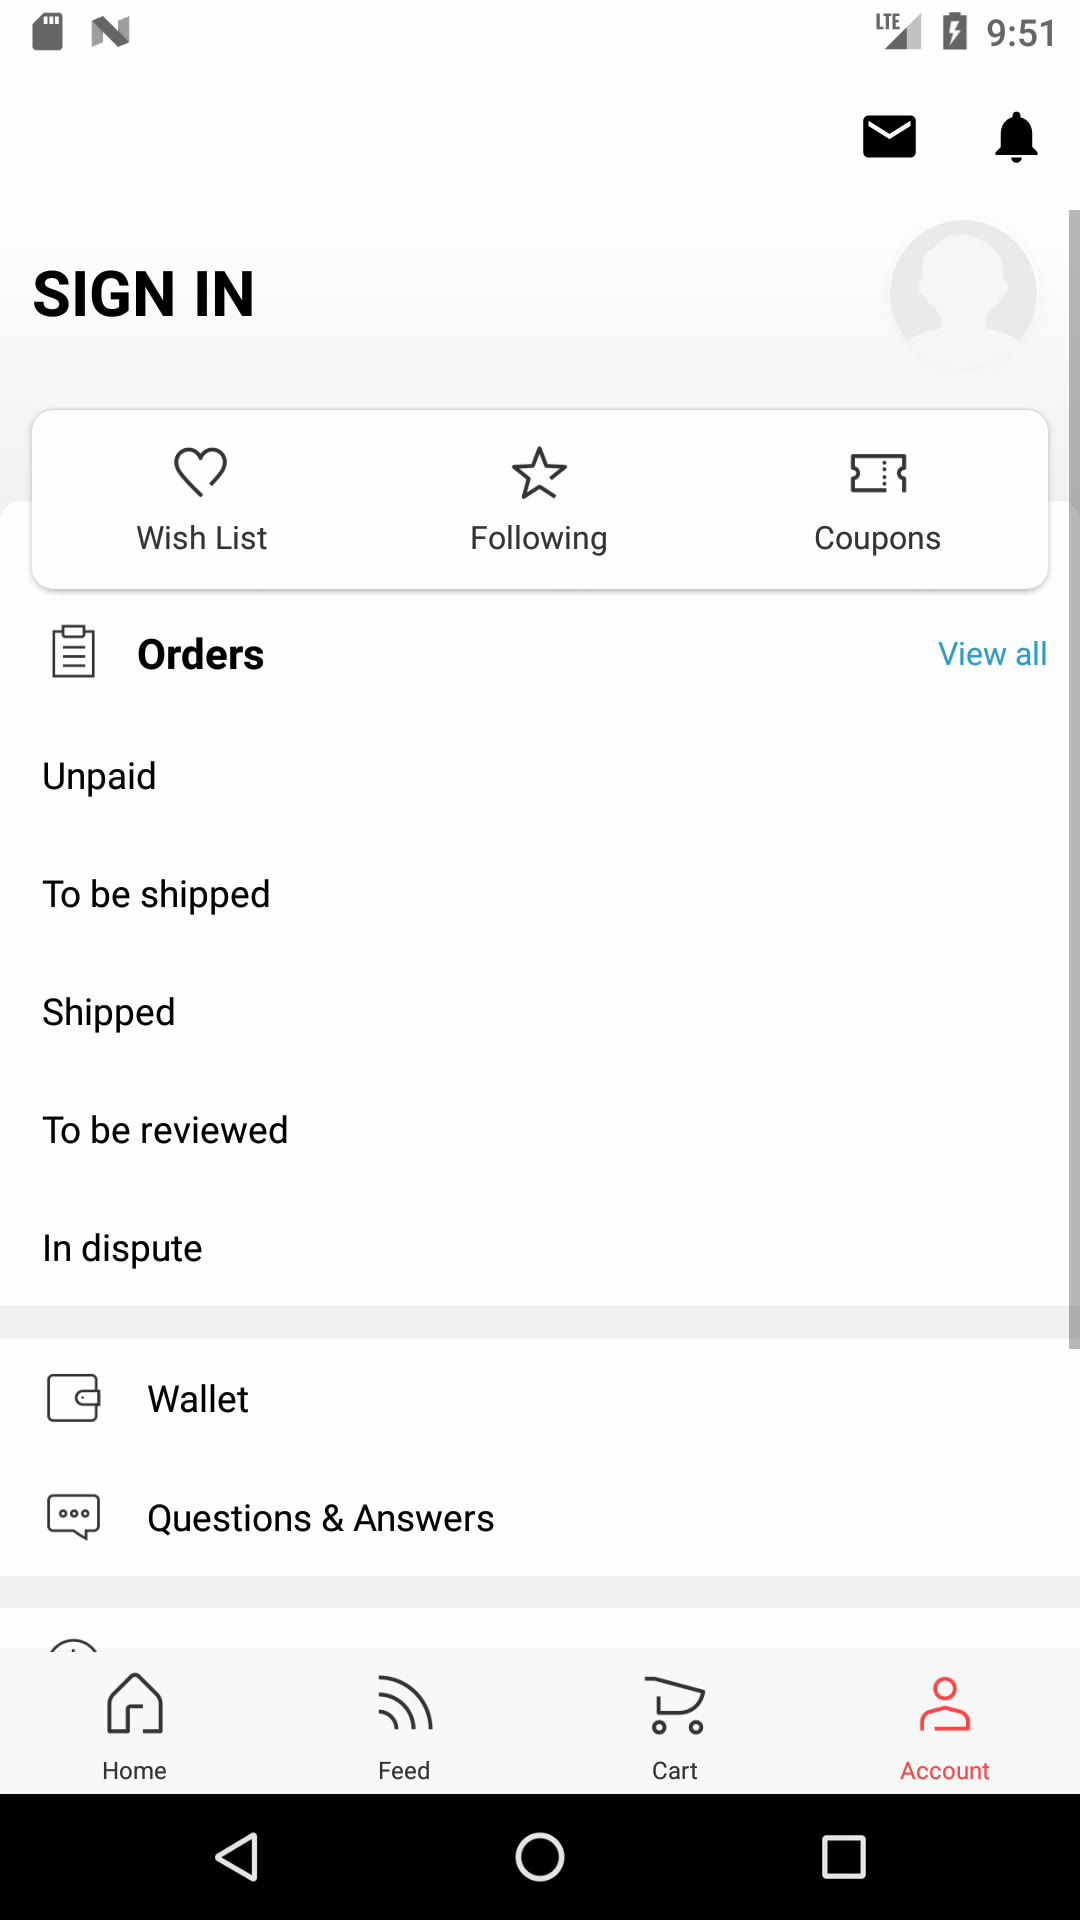 LTE 9:51
SIGN IN
Wish List Following Coupons
Orders View all
Unpaid
To be shipped
Shipped
To be reviewed
In dispute
Wallet
Questions & Answers
Home Feed Cart Account